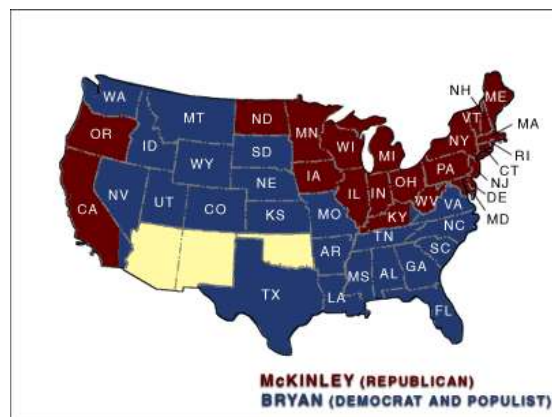 WA
MT
ND
MN
OR
ID
SD
WI
MI
NH
VT
ME
NY
MA
RI
CT
NJ
DE
MD
WY
NE
IA
IL
IN
OH
PA
WV
VA
NV
UT
CO
KS
MO
KY
CA
TN
NC
SC
AR
MS
AL
GA
TX
LA
FL
McKINLEY (REPUBLICAN)
BRYAN (DEMOCRAT AND POPULIST)